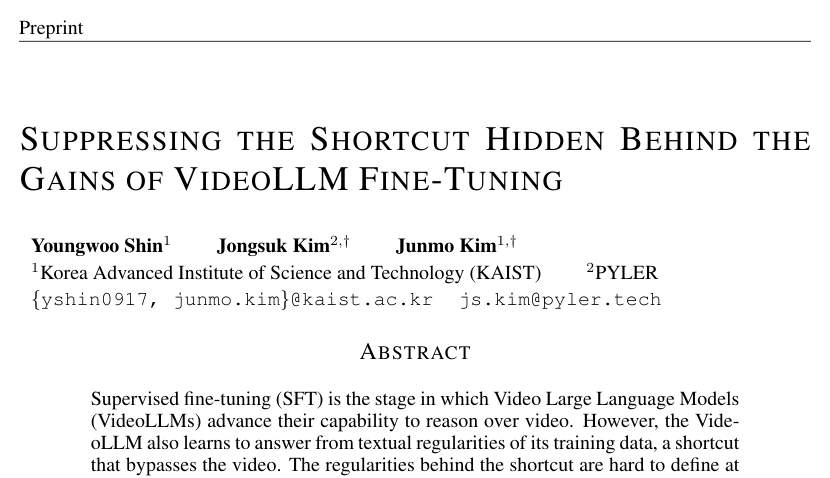 Preprint
SUPPRESSING THE SHORTCUT HIDDEN BEHIND THE
GAINS OF VIDEOLLM FINE-TUNING
Youngwoo Shin¹ Jongsuk Kim²,† Junmo Kim¹,†
¹Korea Advanced Institute of Science and Technology (KAIST) ²PYLER
{yshin0917, junmo.kim}@kaist.ac.kr js.kim@pyler.tech
ABSTRACT
Supervised fine-tuning (SFT) is the stage in which Video Large Language Models
(VideoLLMs) advance their capability to reason over video. However, the Vide-
oLLM also learns to answer from textual regularities of its training data, a shortcut
that bypasses the video. The regularities behind the shortcut are hard to define at